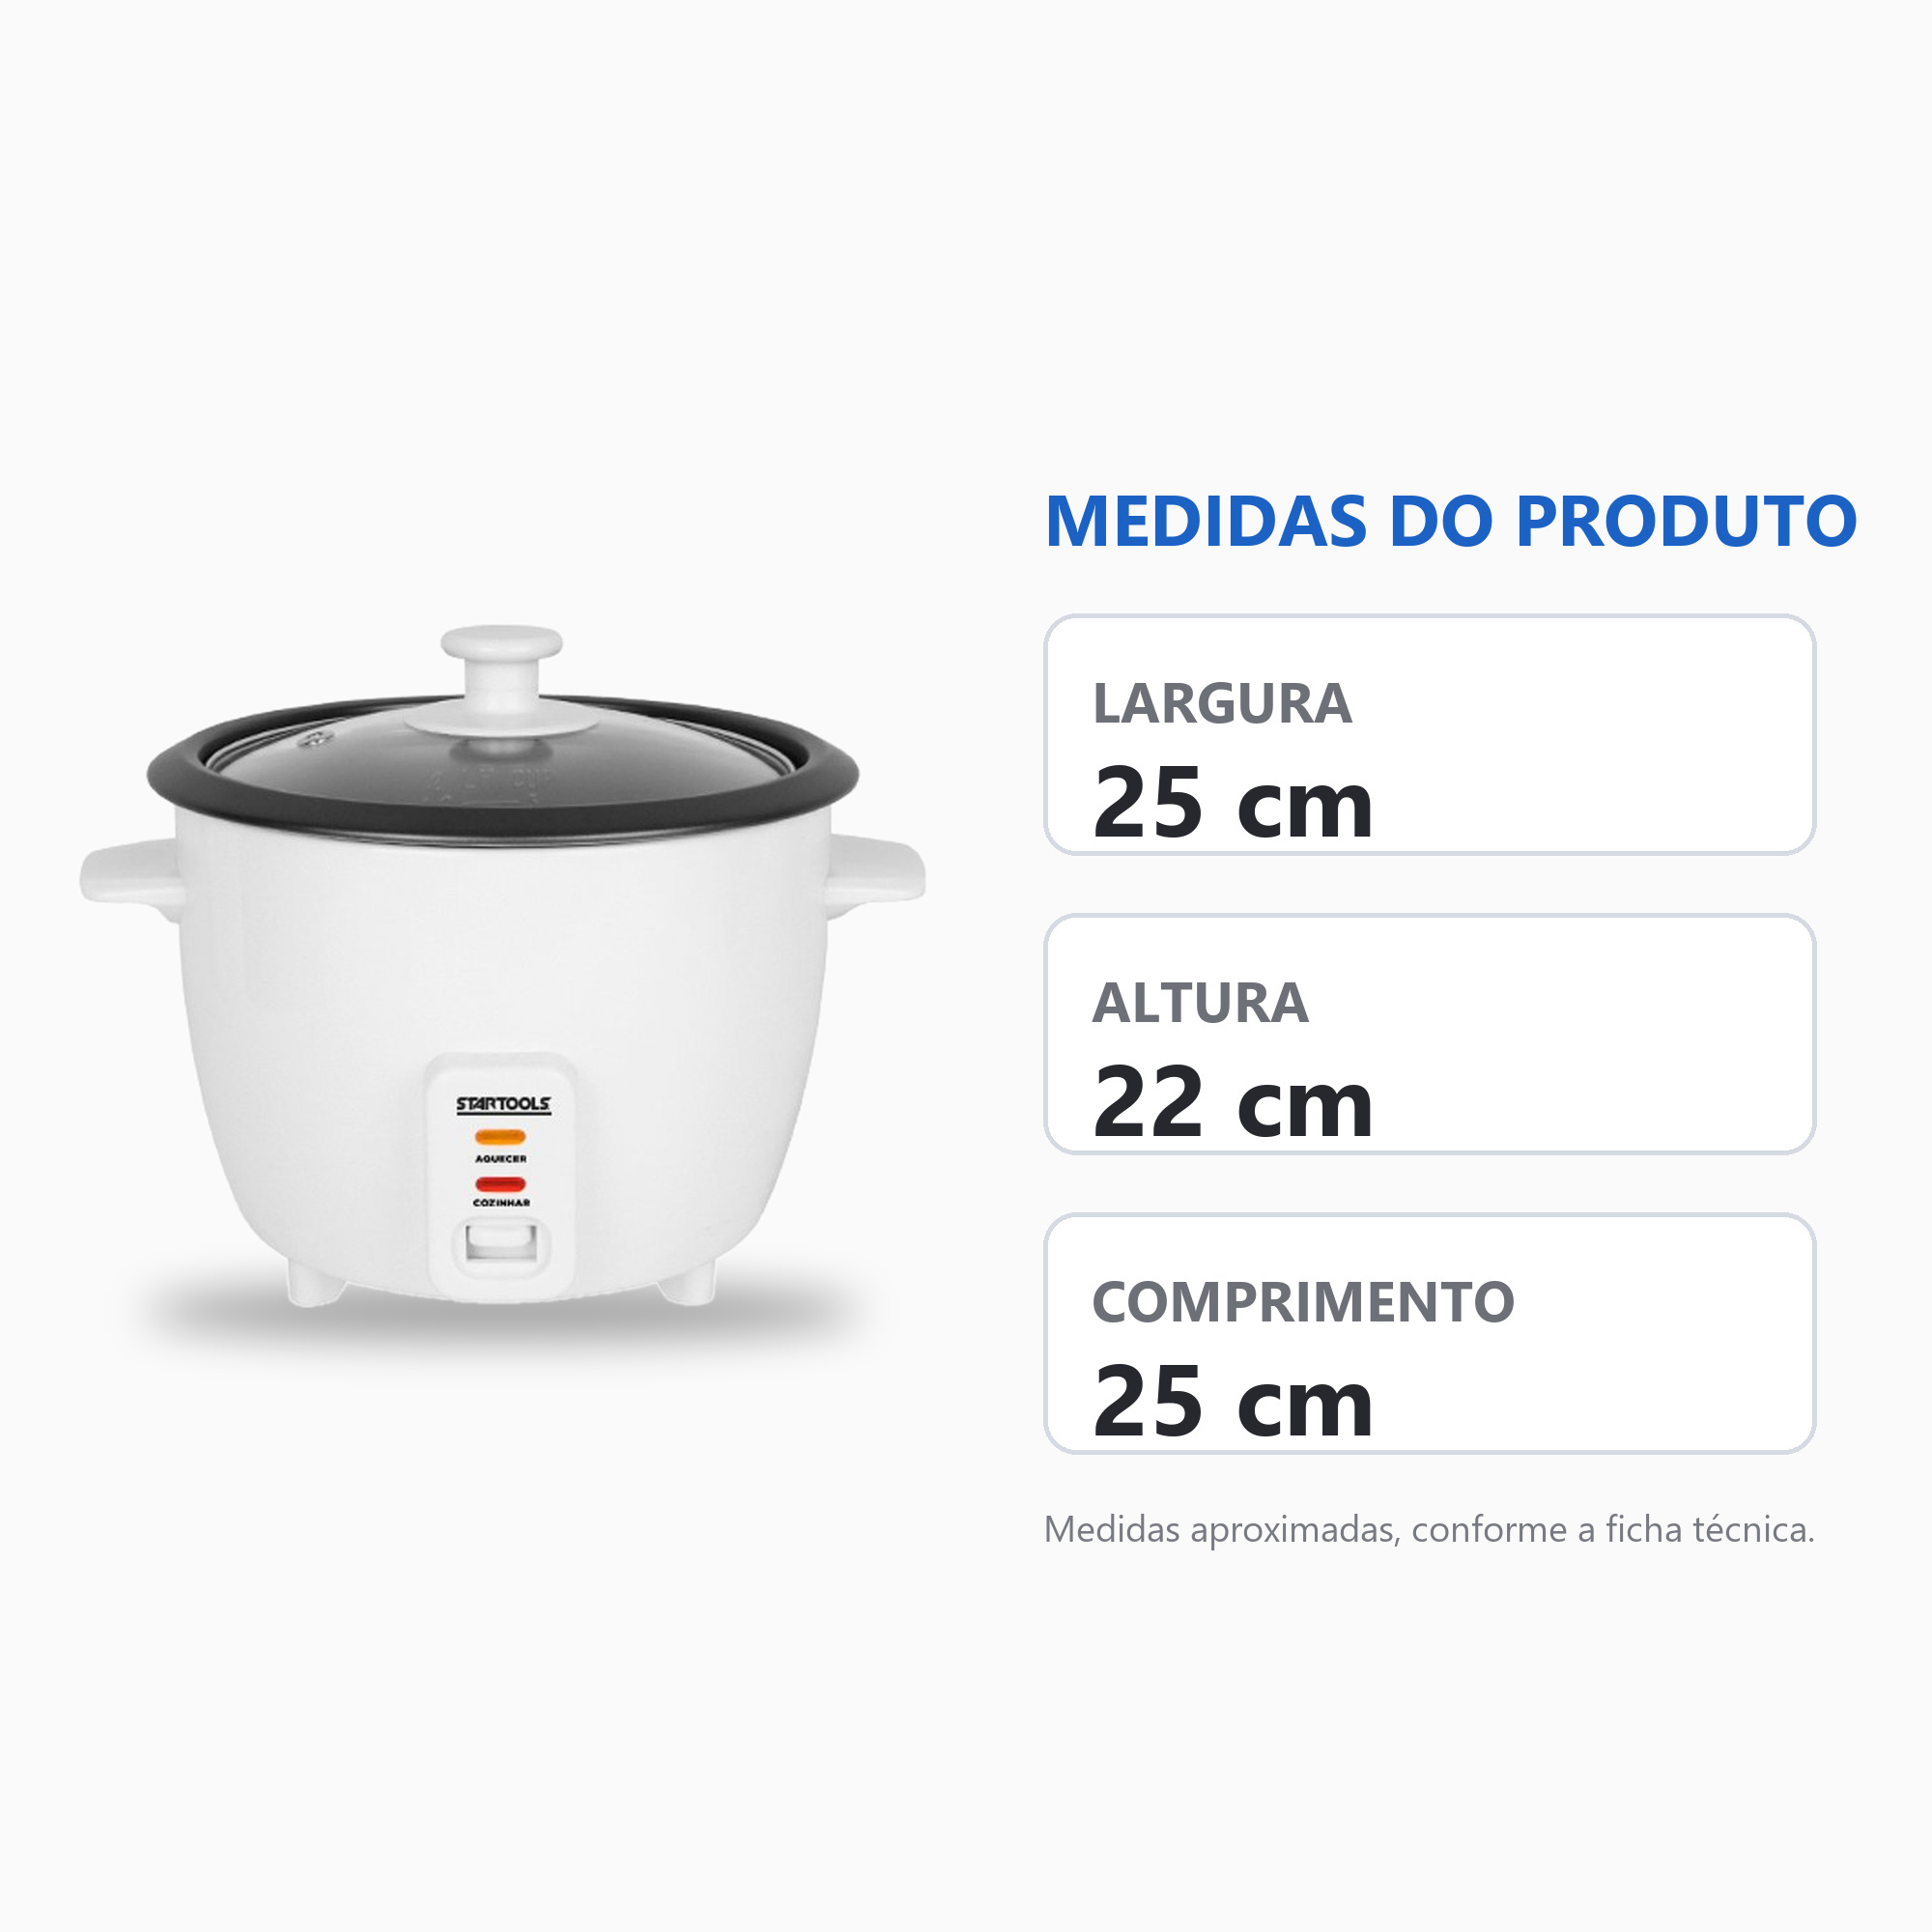 MEDIDAS DO PRODUTO
LARGURA
25 cm
ALTURA
22 cm
COMPRIMENTO
25 cm
Medidas aproximadas, conforme a ficha técnica.
STARTOOLS
AQUECER
COZINHAR